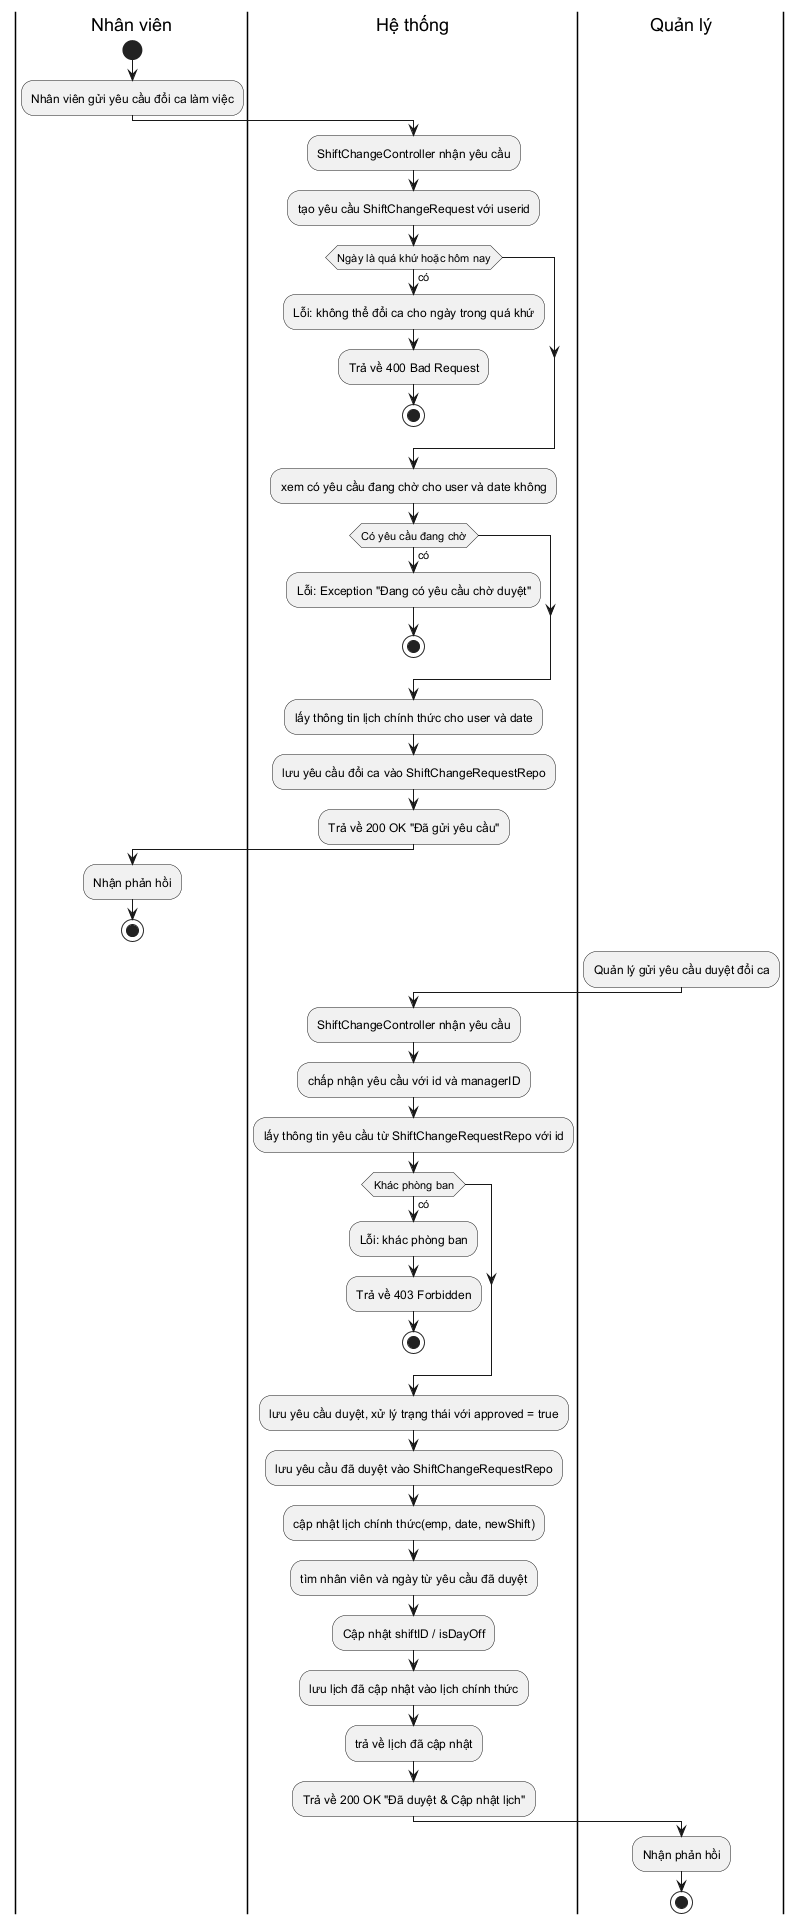 Nhân viên
Hệ thống
Quản lý
Nhân viên gửi yêu cầu đổi ca làm việc
ShiftChangeController nhận yêu cầu
tạo yêu cầu ShiftChangeRequest với userid
Ngày là quá khứ hoặc hôm nay
có
Lỗi: không thể đổi ca cho ngày trong quá khứ
Trả về 400 Bad Request
xem có yêu cầu đang chờ cho user và date không
Có yêu cầu đang chờ
có
Lỗi: Exception "Đang có yêu cầu chờ duyệt"
lấy thông tin lịch chính thức cho user và date
lưu yêu cầu đổi ca vào ShiftChangeRequestRepo
Trả về 200 OK "Đã gửi yêu cầu"
Nhận phản hồi
Quản lý gửi yêu cầu duyệt đổi ca
ShiftChangeController nhận yêu cầu
chấp nhận yêu cầu với id và managerID
lấy thông tin yêu cầu từ ShiftChangeRequestRepo với id
Khác phòng ban
có
Lỗi: khác phòng ban
Trả về 403 Forbidden
lưu yêu cầu duyệt, xử lý trạng thái với approved = true
lưu yêu cầu đã duyệt vào ShiftChangeRequestRepo
cập nhật lịch chính thức(emp, date, newShift)
tìm nhân viên và ngày từ yêu cầu đã duyệt
Cập nhật shiftID / isDayOff
lưu lịch đã cập nhật vào lịch chính thức
trả về lịch đã cập nhật
Trả về 200 OK "Đã duyệt & Cập nhật lịch"
Nhận phản hồi